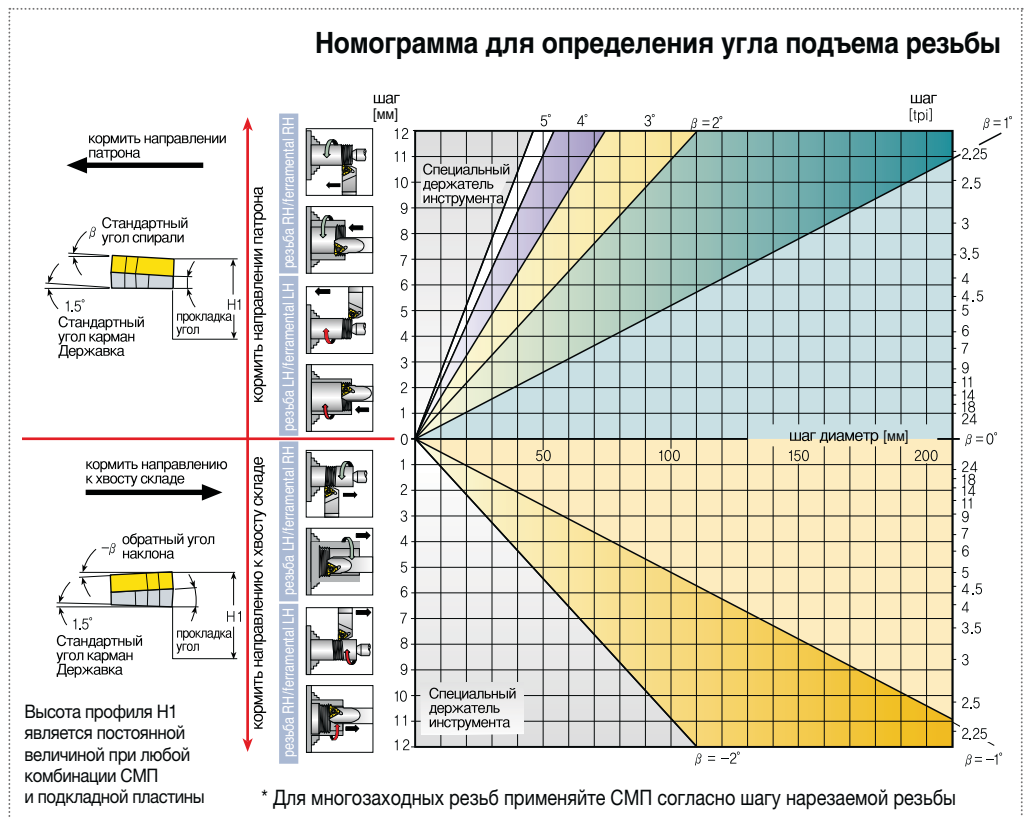 Номограмма для определения угла подъема резьбы
кормить направлении
патрона
β
Стандартный
угол спирали
1.5°
Стандартный
угол карман
Державка
H1
прокладка
угол
кормить направлении патрона
резьба RH/ferramental RH
резьба LH/ferramental LH
шаг
[мм]
5°
4°
3°
β=2°
шаг
[tpi]
β=1°
12
11
10
9
8
7
6
5
4
3
2
1
0
Специальный
держатель
инструмента
2,25
2,5
3
3,5
4
4,5
5
6
7
9
11
14
18
24
шаг диаметр [мм]
β=0°
50
100
150
200
кормить направлению
к хвосту складе
−β
обратный угол
наклона
1.5°
Стандартный
угол карман
Державка
H1
прокладка
угол
кормить направлению к хвосту складе
резьба LH/ferramental RH
резьба RH/ferramental LH
1
2
3
4
5
6
7
8
9
10
11
12
Специальный
держатель
инструмента
24
18
14
11
9
7
6
5
4,5
4
3,5
3
2,5
2,25
β=−2°
β=−1°
Высота профиля H1
является постоянной
величиной при любой
комбинации СМП
и подкладной пластины
* Для многозаходных резьб применяйте СМП согласно шагу нарезаемой резьбы